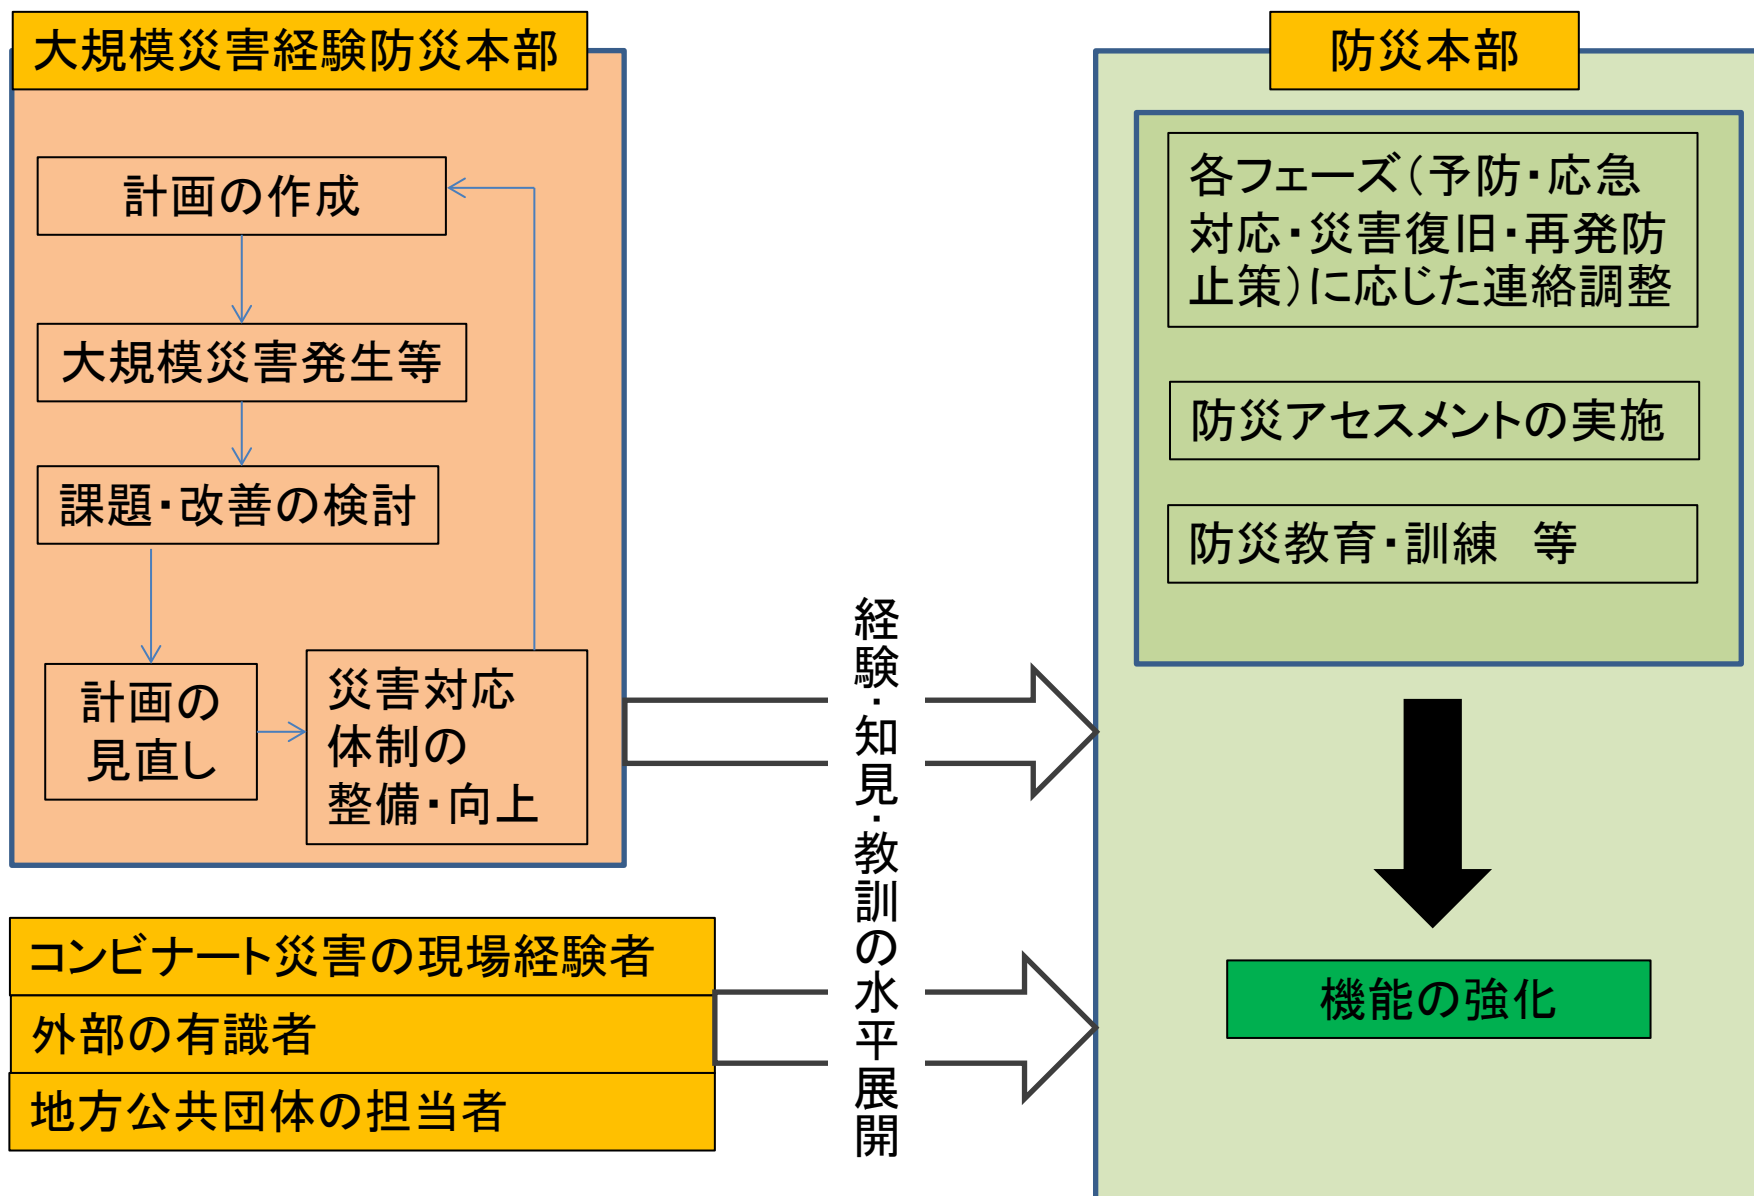 大規模災害経験防災本部
計画の作成
大規模災害発生等
課題・改善の検討
計画の
見直し
災害対応
体制の
整備・向上
コンビナート災害の現場経験者
外部の有識者
地方公共団体の担当者
経験・知見・教訓の水平展開
防災本部
各フェーズ(予防・応急
対応・災害復旧・再発防
止策)に応じた連絡調整
防災アセスメントの実施
防災教育・訓練　等
機能の強化